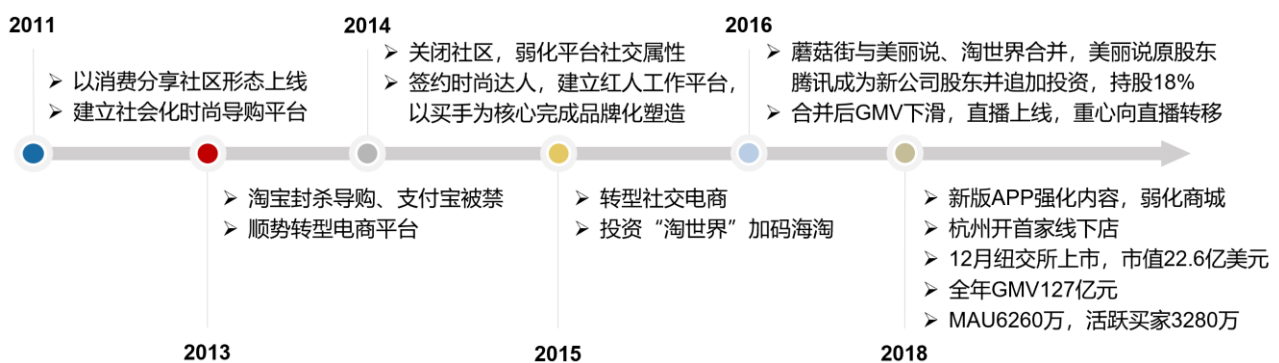 2011
➢ 以消费分享社区形态上线
➢ 建立社会化时尚导购平台
2014
➢ 关闭社区，弱化平台社交属性
➢ 签约时尚达人，建立红人工作平台，
以买手为核心完成品牌化塑造
2016
➢ 蘑菇街与美丽说、淘世界合并，美丽说原股东
腾讯成为新公司股东并追加投资，持股18%
➢ 合并后GMV下滑，直播上线，重心向直播转移
➢ 淘宝封杀导购、支付宝被禁
➢ 顺势转型电商平台
2013
➢ 转型社交电商
➢ 投资“淘世界”加码海淘
2015
➢ 新版APP强化内容，弱化商城
➢ 杭州开首家线下店
➢ 12月纽交所上市，市值22.6亿美元
➢ 全年GMV127亿元
➢ MAU6260万，活跃买家3280万
2018